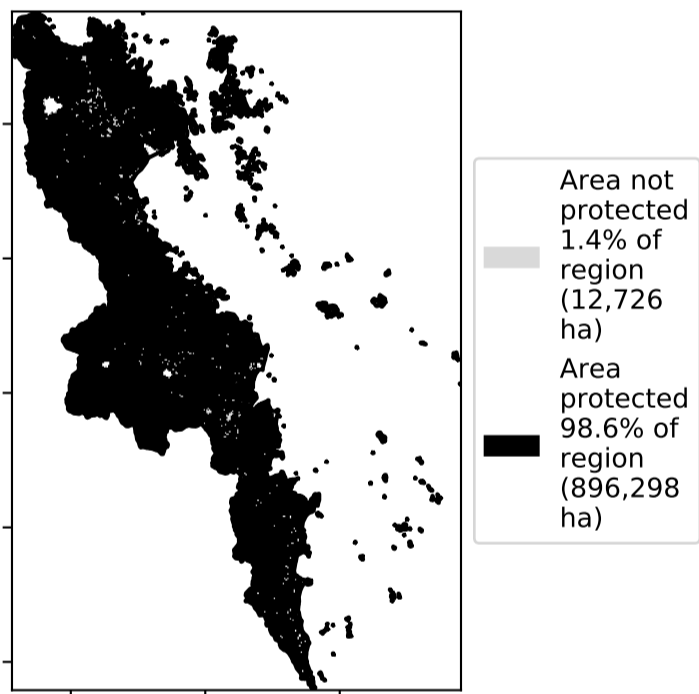 Area not
protected
1.4% of
region
(12,726
ha)
Area
protected
98.6% of
region
(896,298
ha)